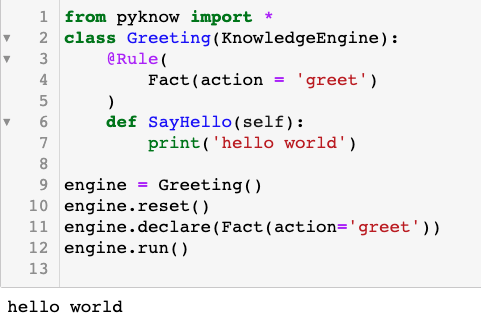 1 from pyknow import *
2 class Greeting(KnowledgeEngine):
3     @Rule(
4         Fact(action = 'greet')
5     )
6     def SayHello(self):
7         print('hello world')
8
9 engine = Greeting()
10 engine.reset()
11 engine.declare(Fact(action='greet'))
12 engine.run()
13
hello world